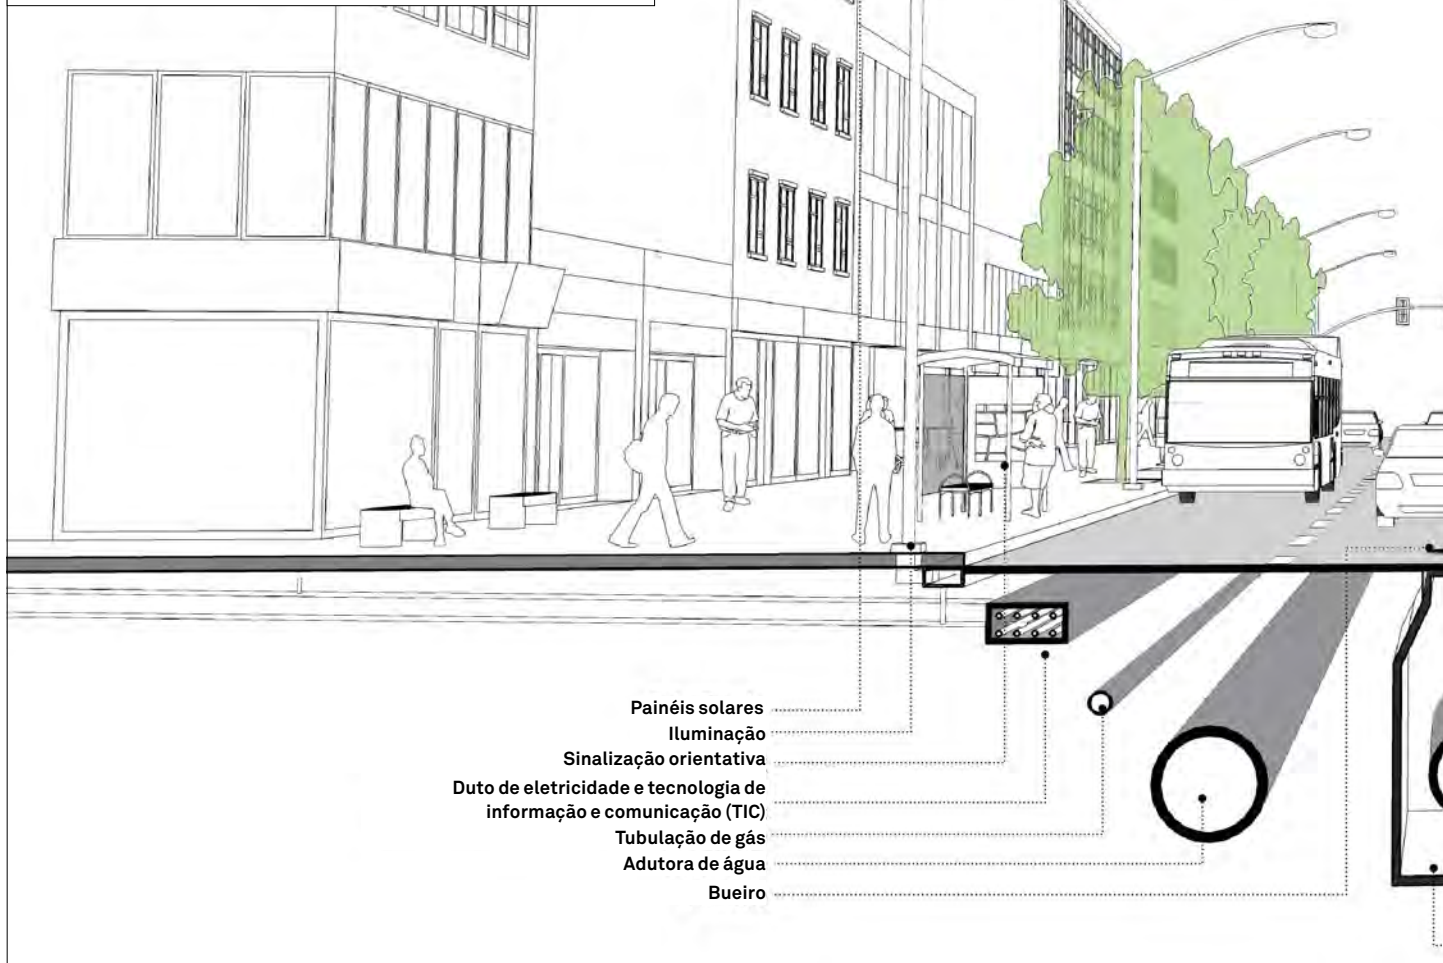 Painéis solares
Iluminação
Sinalização orientativa
Duto de eletricidade e tecnologia de
informação e comunicação (TIC)
Tubulação de gás
Adutora de água
Bueiro